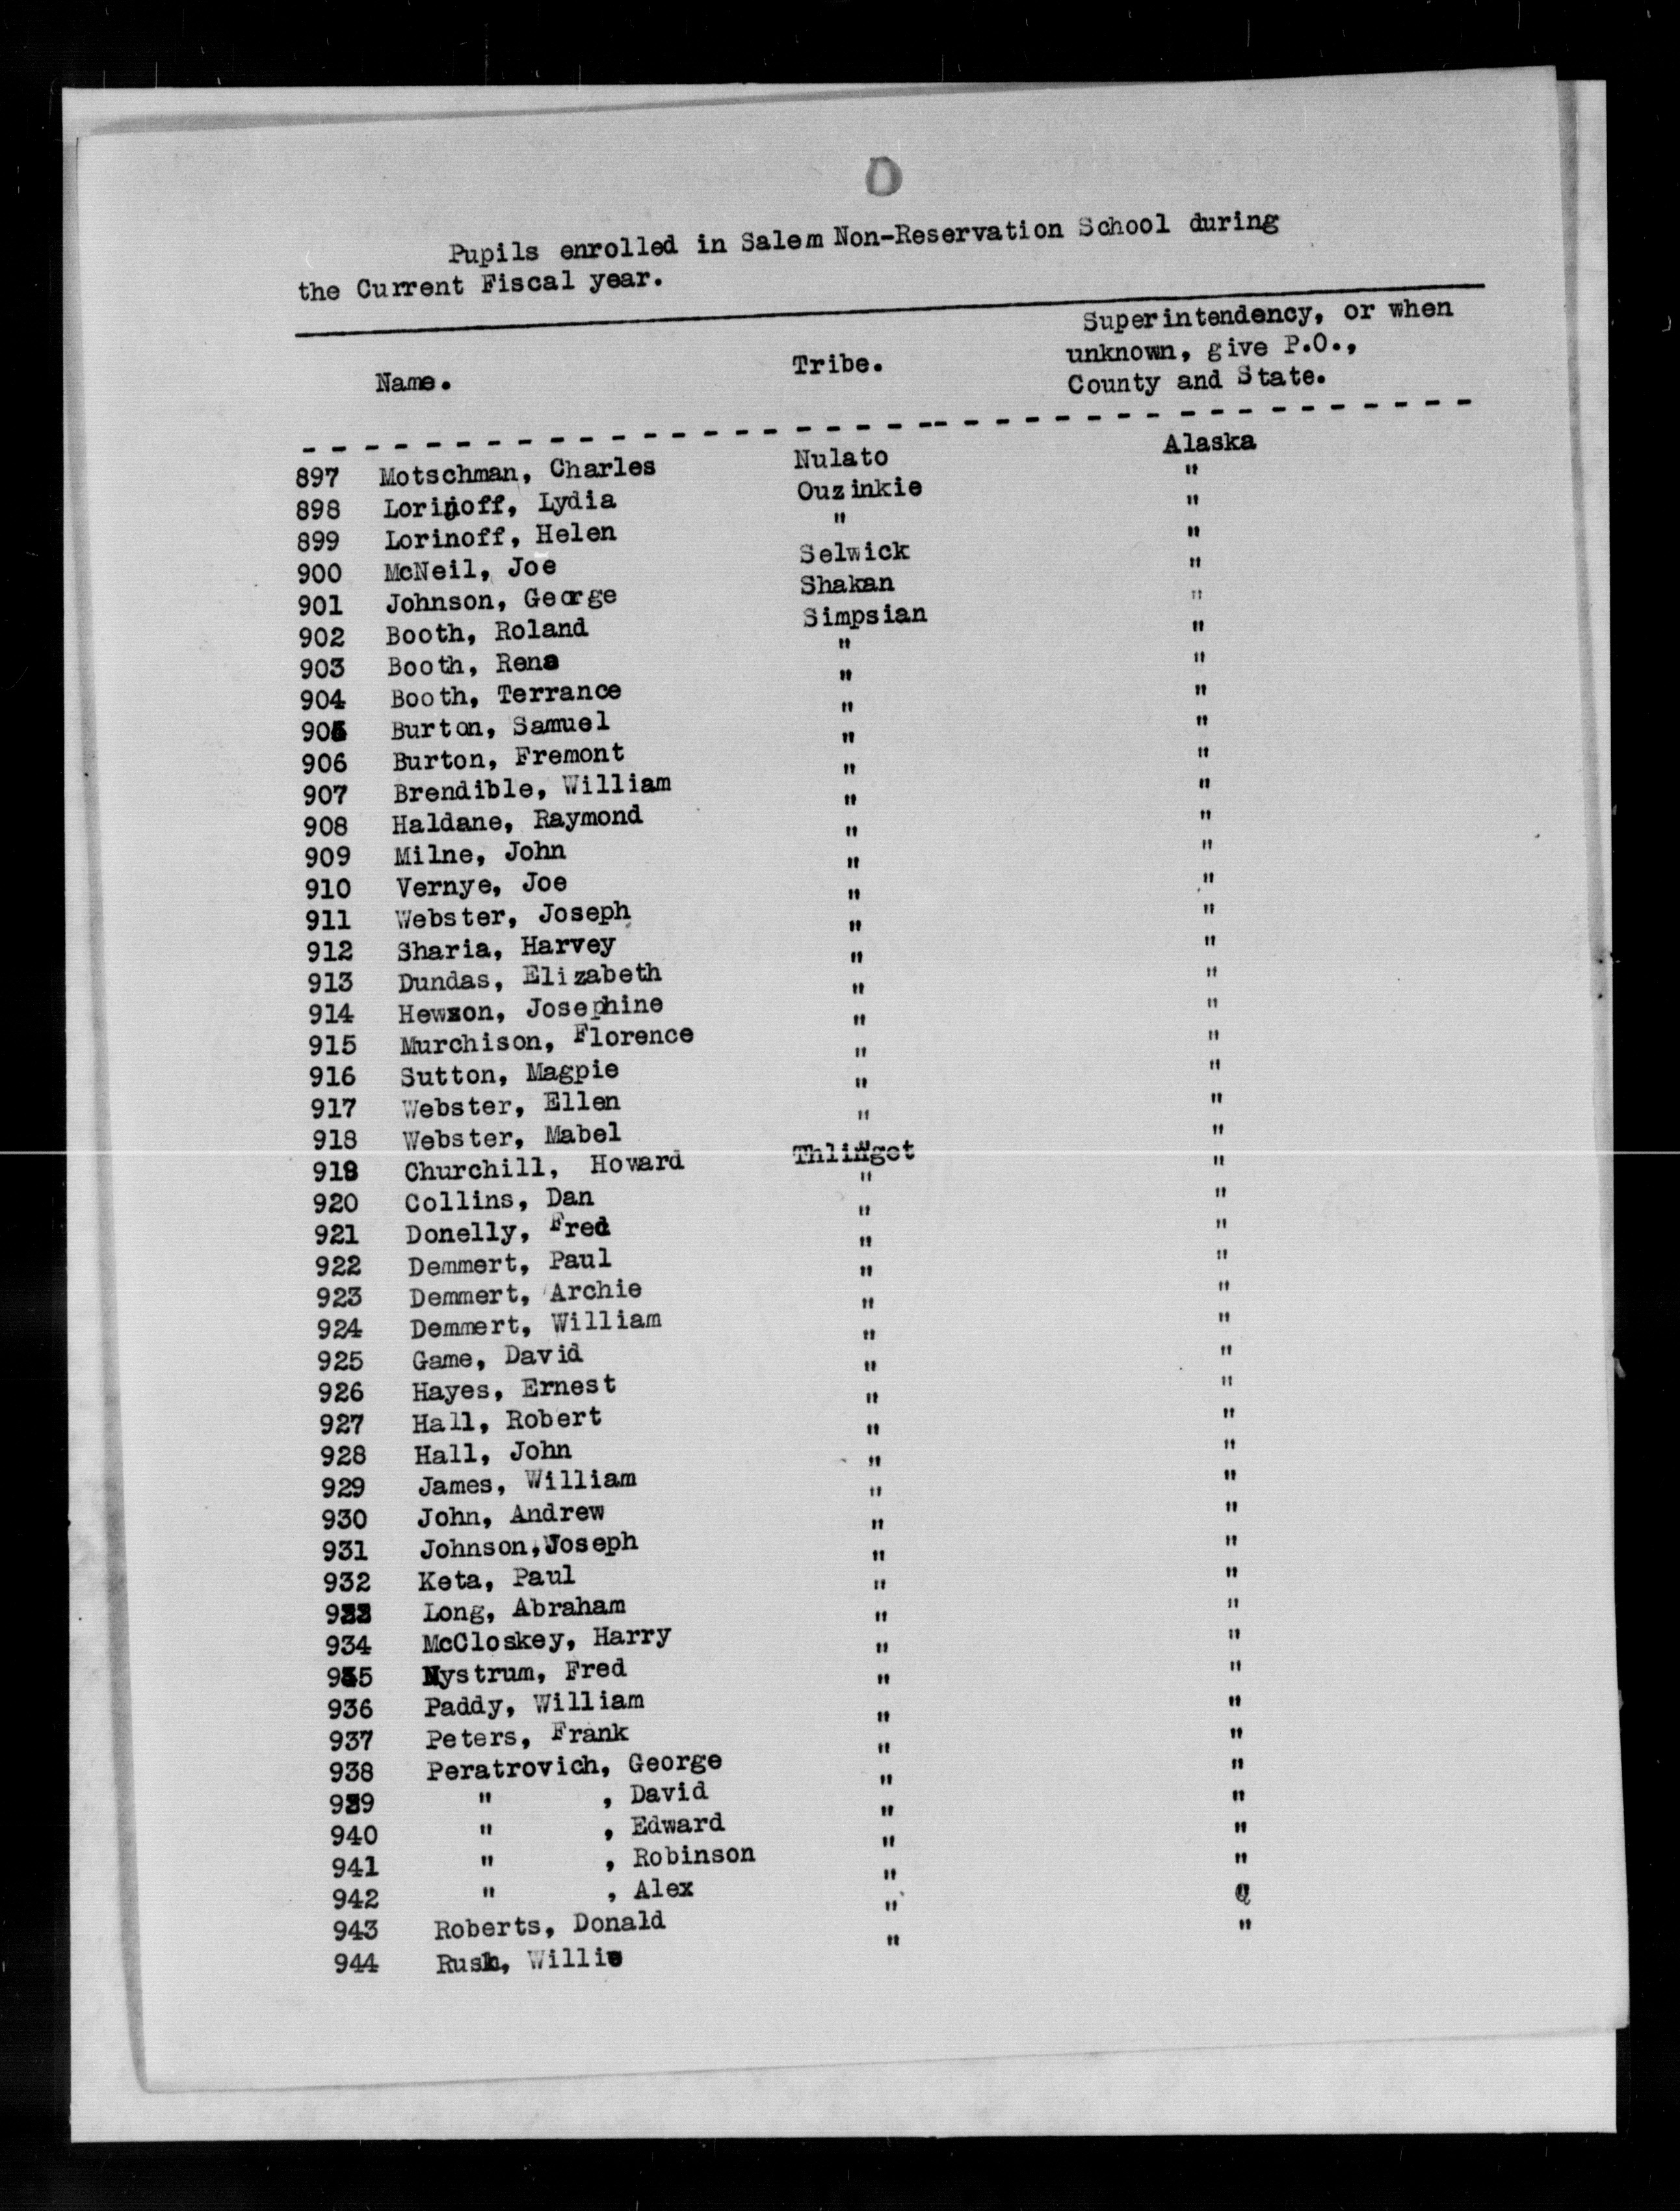 Pupils enrolled in Salem Non-Reservation School during
the Current Fiscal year.
Name. Tribe. Superintendency, or when
unknown, give P.O.,
County and State.
897 Motschman, Charles Nulato Alaska
898 Lorinoff, Lydia Ouzinkie "
899 Lorinoff, Helen " "
900 McNeil, Joe Selwick "
901 Johnson, George Shakan "
902 Booth, Roland Simpsian "
903 Booth, Rena " "
904 Booth, Terrance " "
905 Burton, Samuel " "
906 Burton, Fremont " "
907 Brendible, William " "
908 Haldane, Raymond " "
909 Milne, John " "
910 Vernye, Joe " "
911 Webster, Joseph " "
912 Sharia, Harvey " "
913 Dundas, Elizabeth " "
914 Hewson, Josephine " "
915 Murchison, Florence " "
916 Sutton, Magpie " "
917 Webster, Ellen " "
918 Webster, Mabel " "
919 Churchill, Howard Thlinget "
920 Collins, Dan " "
921 Donelly, Fred " "
922 Demmert, Paul " "
923 Demmert, Archie " "
924 Demmert, William " "
925 Game, David " "
926 Hayes, Ernest " "
927 Hall, Robert " "
928 Hall, John " "
929 James, William " "
930 John, Andrew " "
931 Johnson, Joseph " "
932 Keta, Paul " "
933 Long, Abraham " "
934 McCloskey, Harry " "
935 Nystrum, Fred " "
936 Paddy, William " "
937 Peters, Frank " "
938 Peratrovich, George " "
939 " , David " "
940 " , Edward " "
941 " , Robinson " "
942 " , Alex " "
943 Roberts, Donald " "
944 Rush, Willie " "